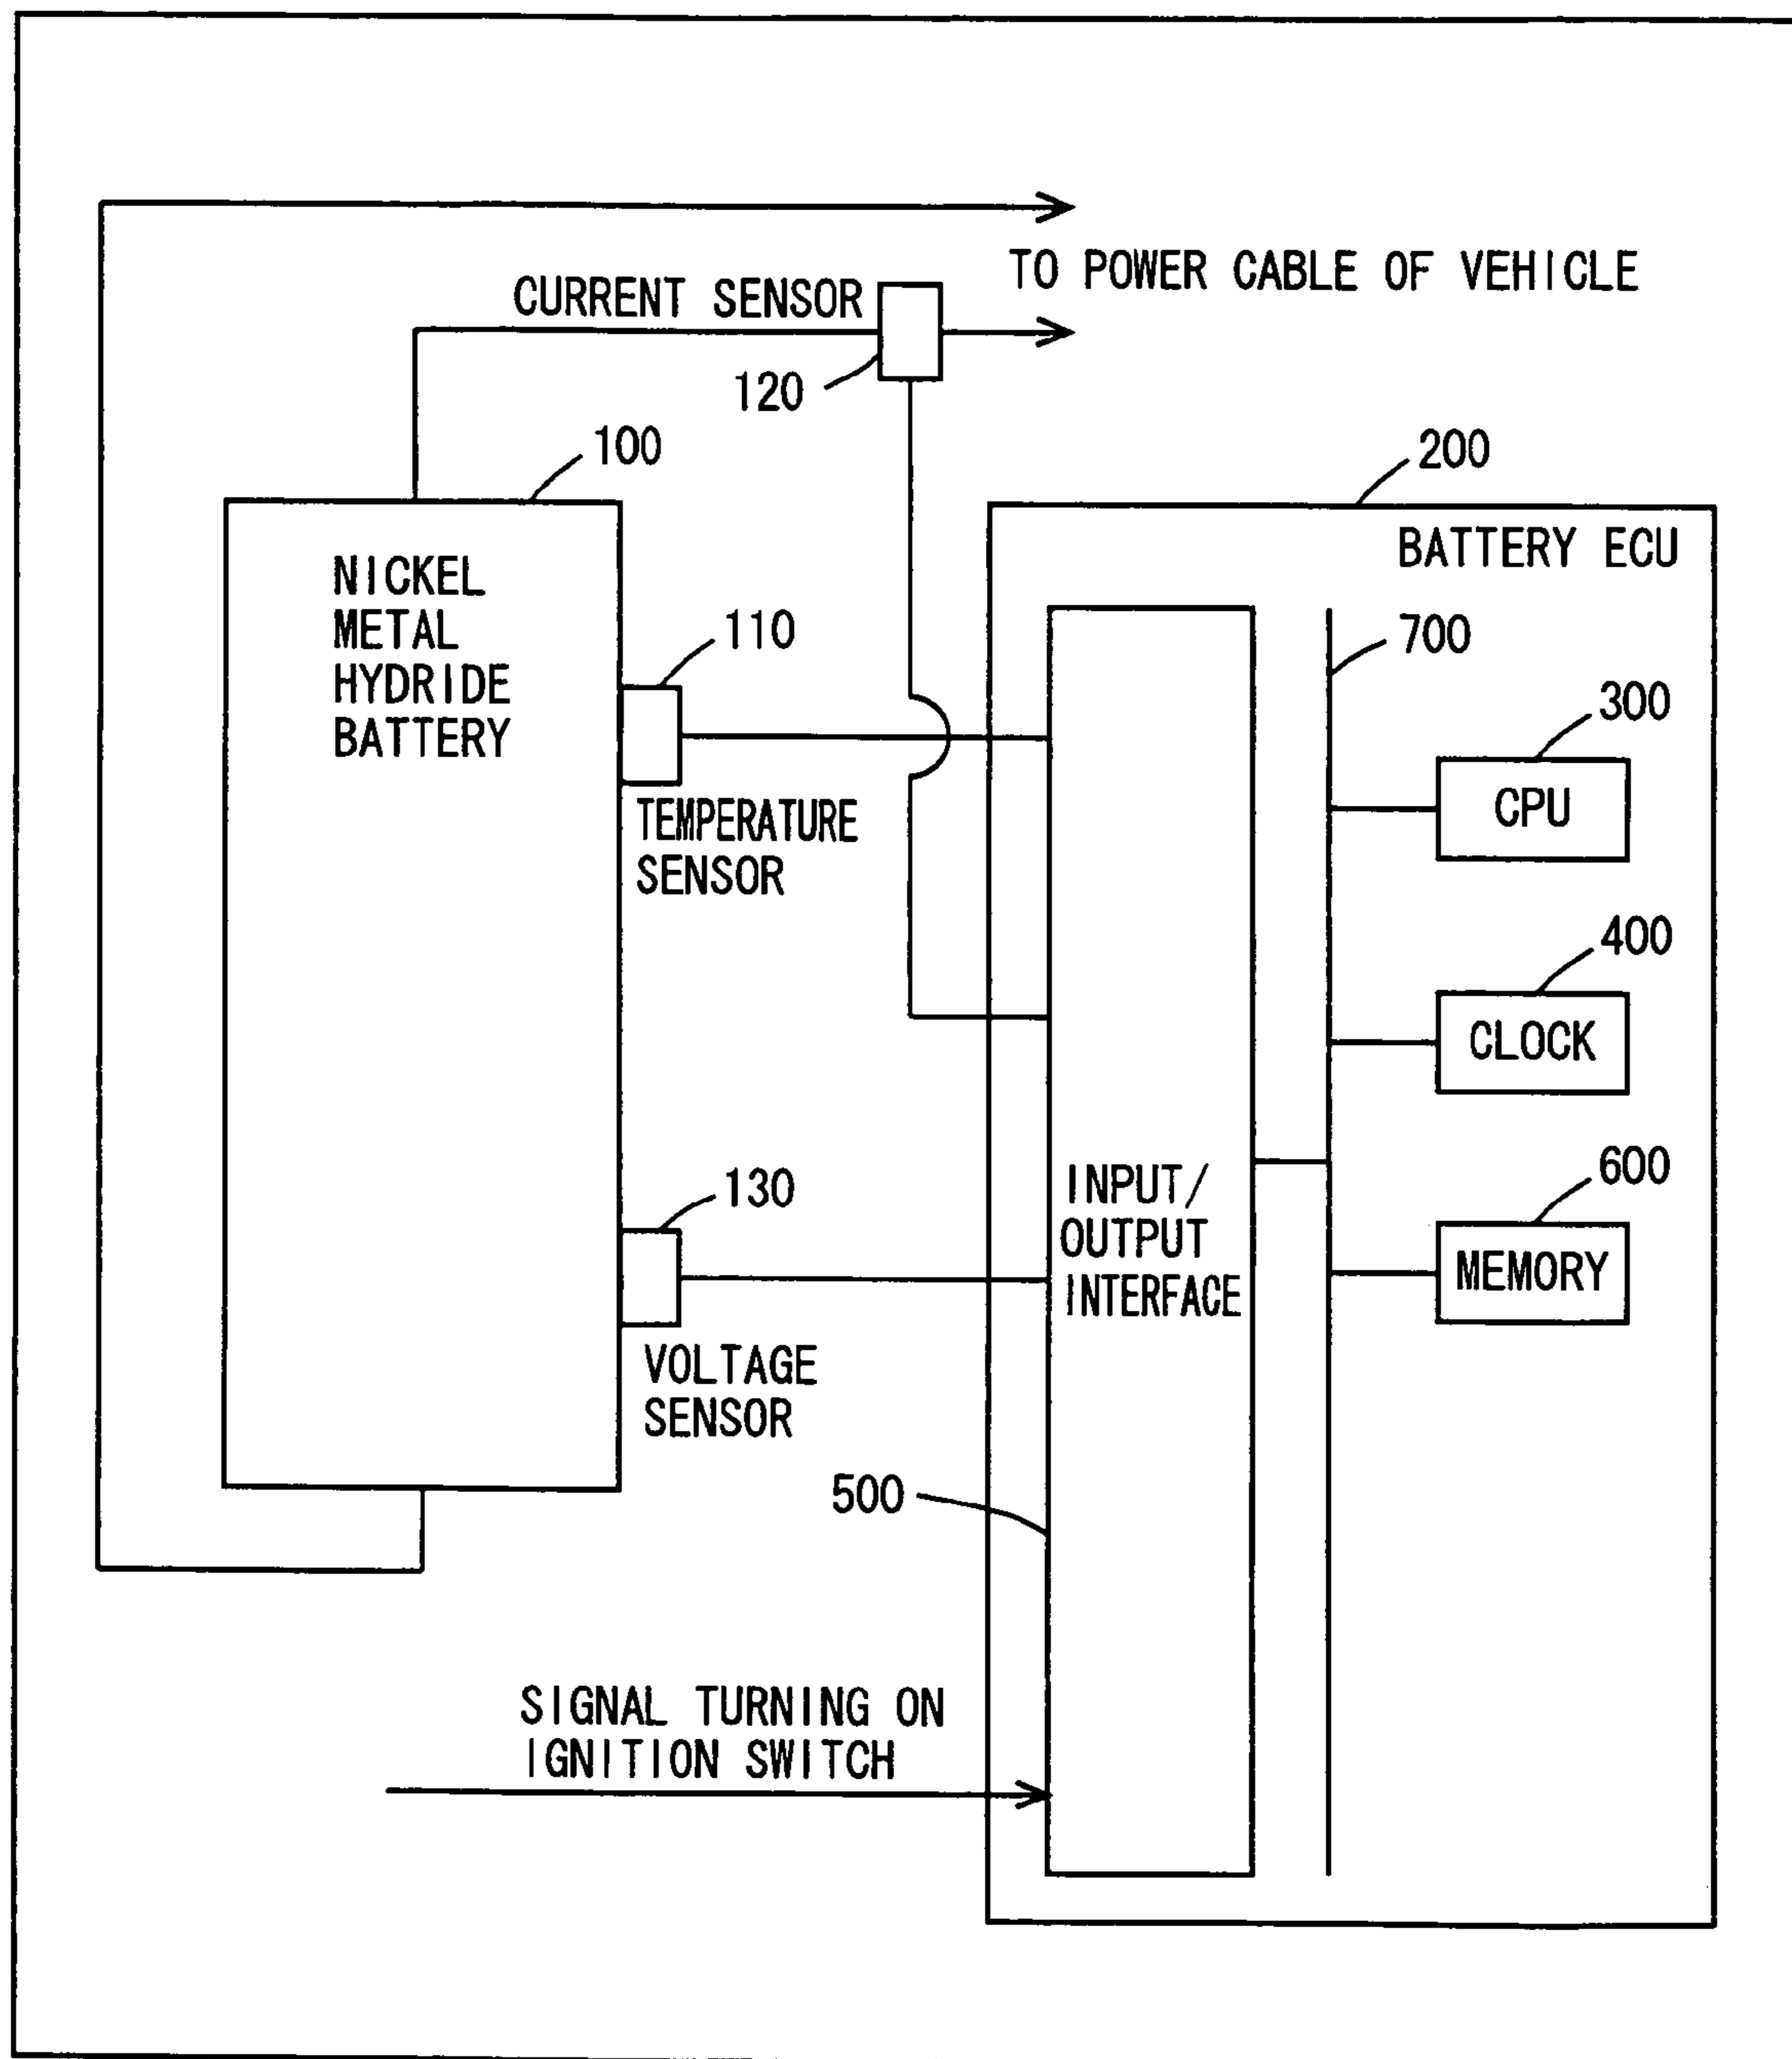 TO POWER CABLE OF VEHICLE
CURRENT SENSOR
120
100
200
BATTERY ECU
NICKEL
METAL
HYDRIDE
BATTERY
110
700
300
CPU
TEMPERATURE
SENSOR
400
CLOCK
130
INPUT/
OUTPUT
INTERFACE
600
MEMORY
VOLTAGE
SENSOR
500
SIGNAL TURNING ON
IGNITION SWITCH